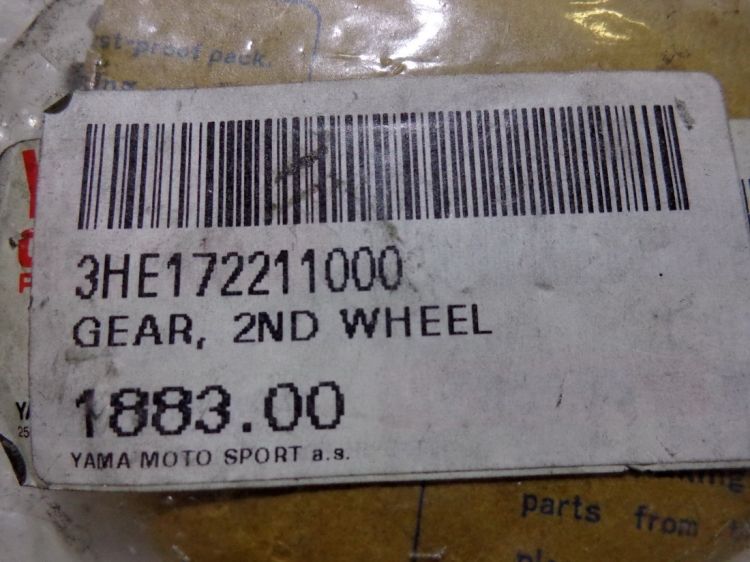 st-proof pack.
3HE172211000
GEAR, 2ND WHEEL
1883.00
YAMA MOTO SPORT a.s.
parts from